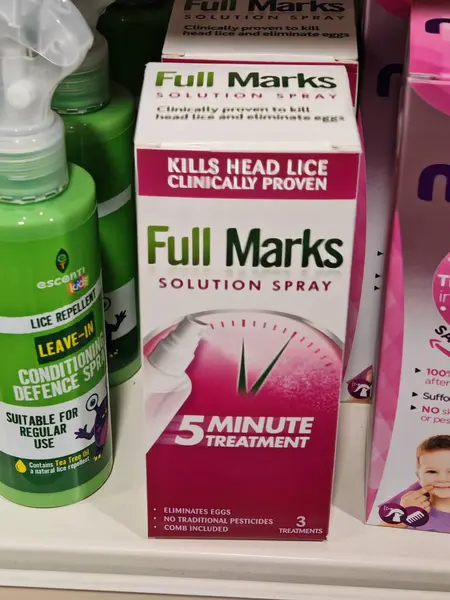 Full Marks
SOLUTION SPRAY
Clinically proven to kill
head lice and eliminate eggs
Full Marks
SOLUTION SPRAY
Clinically proven to kill
head lice and eliminate eggs
KILLS HEAD LICE
CLINICALLY PROVEN
Full Marks
SOLUTION SPRAY
5 MINUTE
TREATMENT
• ELIMINATES EGGS
• NO TRADITIONAL PESTICIDES
• COMB INCLUDED
3
TREATMENTS
escenti
kids
LICE REPELLENT
LEAVE-IN
CONDITIONING
DEFENCE SPRAY
SUITABLE FOR
REGULAR
USE
Contains Tea Tree Oil
a natural lice repellent
100%
after
Suffo
NO
or pes